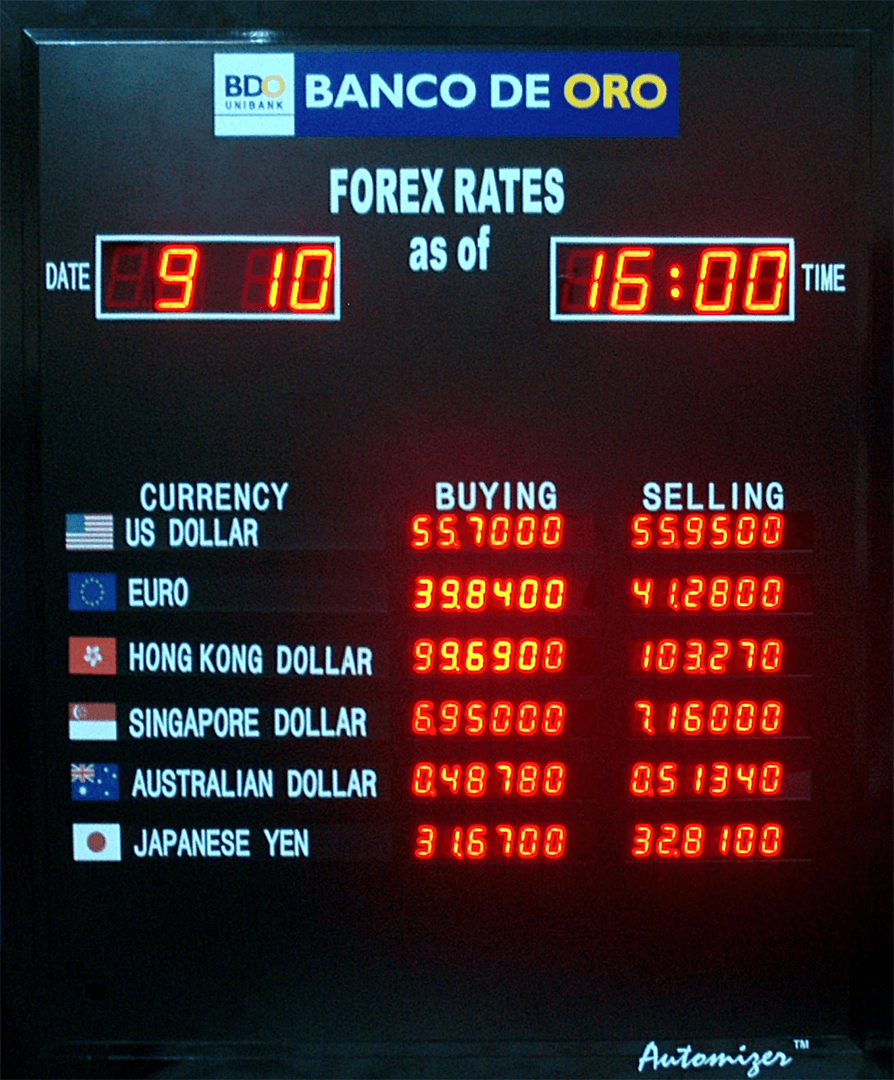 BDO
UNIBANK
BANCO DE ORO
FOREX RATES
as of
DATE 9 10
16:00 TIME
CURRENCY BUYING SELLING
US DOLLAR 55.7000 55.9500
EURO 39.8400 41.2800
HONG KONG DOLLAR 99.6900 103.270
SINGAPORE DOLLAR 6.95000 7.16000
AUSTRALIAN DOLLAR 0.48780 0.51340
JAPANESE YEN 31.6700 32.8100
Automizer™